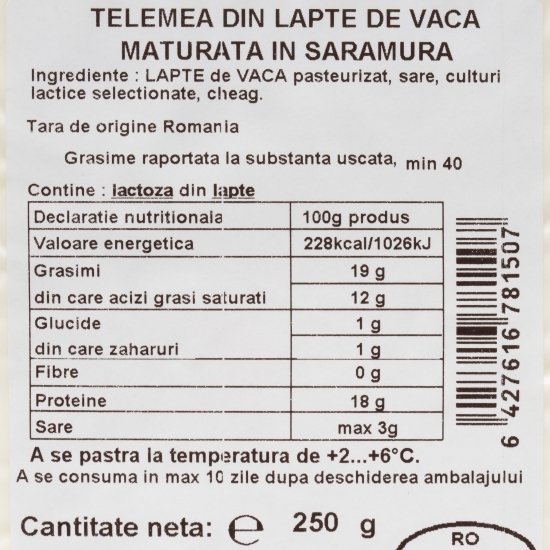 TELEMEA DIN LAPTE DE VACA
MATURATA IN SARAMURA
Ingrediente : LAPTE de VACA pasteurizat, sare, culturi
lactice selectionate, cheag.
Tara de origine Romania
Grasime raportata la substanta uscata, min 40
Contine : lactoza din lapte
Declaratie nutritionala 100g produs
Valoare energetica 228kcal/1026kJ
Grasimi 19 g
din care acizi grasi saturati 12 g
Glucide 1 g
din care zaharuri 1 g
Fibre 0 g
Proteine 18 g
Sare max 3g
6 427616 781507
A se pastra la temperatura de +2...+6°C.
A se consuma in max 10 zile dupa deschiderea ambalajului
Cantitate neta: e 250 g
RO